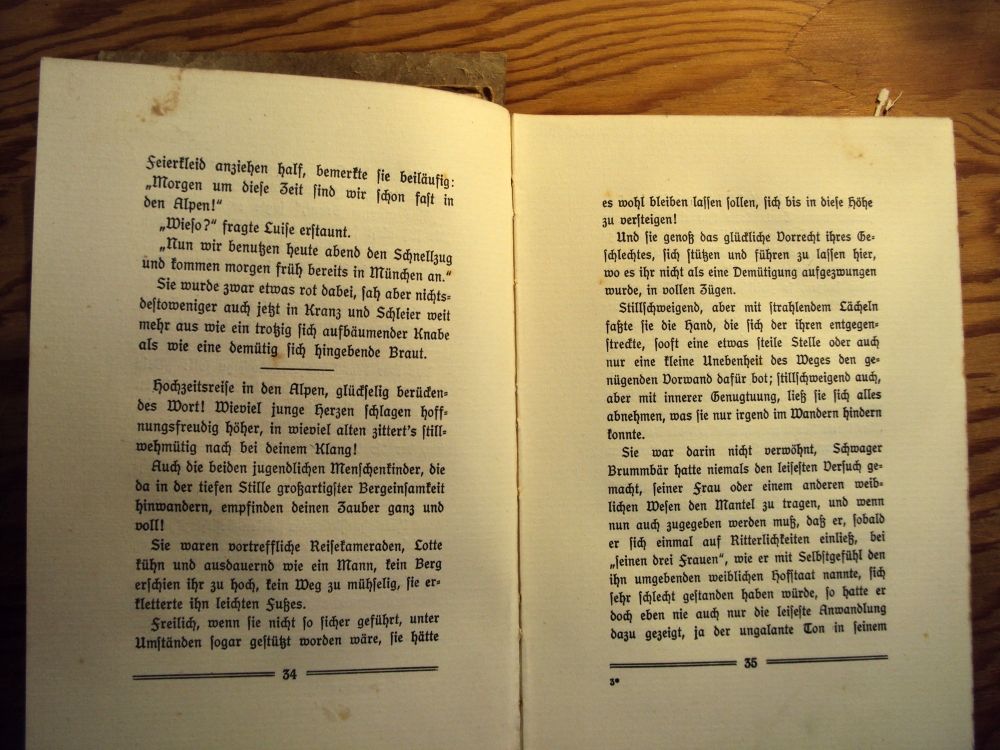 Feierkleid anziehen half, bemerkte sie beiläufig:
„Morgen um diese Zeit sind wir schon fast in
den Alpen!“
„Wieso?“ fragte Luise erstaunt.
„Nun wir benutzen heute abend den Schnellzug
und kommen morgen früh bereits in München an.“
Sie wurde zwar etwas rot dabei, sah aber nichts-
destoweniger auch jetzt in Kranz und Schleier weit
mehr aus wie ein trotzig sich aufbäumender Knabe
als wie eine demütig sich hingebende Braut.
Hochzeitsreise in den Alpen, glückselig berücken-
des Wort! Wieviel junge Herzen schlagen hoff-
nungsfreudig höher, in wieviel alten zittert's still-
wehmütig nach bei deinem Klang!
Auch die beiden jugendlichen Menschenkinder, die
da in der tiefen Stille großartigster Bergeinsamkeit
hinwandern, empfinden deinen Zauber ganz und
voll!
Sie waren vortreffliche Reisekameraden, Lotte
kühn und ausdauernd wie ein Mann, kein Berg
erschien ihr zu hoch, kein Weg zu mühselig, sie er-
kletterte ihn leichten Fußes.
Freilich, wenn sie nicht so sicher geführt, unter
Umständen sogar gestützt worden wäre, sie hätte
34
es wohl bleiben lassen sollen, sich bis in diese Höhe
zu versteigen!
Und sie genoß das glückliche Vorrecht ihres Ge-
schlechtes, sich stützen und führen zu lassen hier,
wo es ihr nicht als eine Demütigung aufgezwungen
wurde, in vollen Zügen.
Stillschweigend, aber mit strahlendem Lächeln
faßte sie die Hand, die sich der ihren entgegen-
streckte, sooft eine etwas steile Stelle oder auch
nur eine kleine Unebenheit des Weges den ge-
nügenden Vorwand dafür bot; stillschweigend auch,
aber mit innerer Genugtuung, ließ sie sich alles
abnehmen, was sie nur irgend im Wandern hindern
konnte.
Sie war darin nicht verwöhnt, Schwager
Brummbär hatte niemals den leisesten Versuch ge-
macht, seiner Frau oder einem anderen weib-
lichen Wesen den Mantel zu tragen, und wenn
nun auch zugegeben werden muß, daß er, sobald
er sich einmal auf Ritterlichkeiten einließ, bei
„seinen drei Frauen“, wie er mit Selbstgefühl den
ihn umgebenden weiblichen Hofstaat nannte, sich
sehr schlecht gestanden haben würde, so hatte er
doch eben nie auch nur die leiseste Anwandlung
dazu gezeigt, ja der ungalante Ton in seinem
35
3*